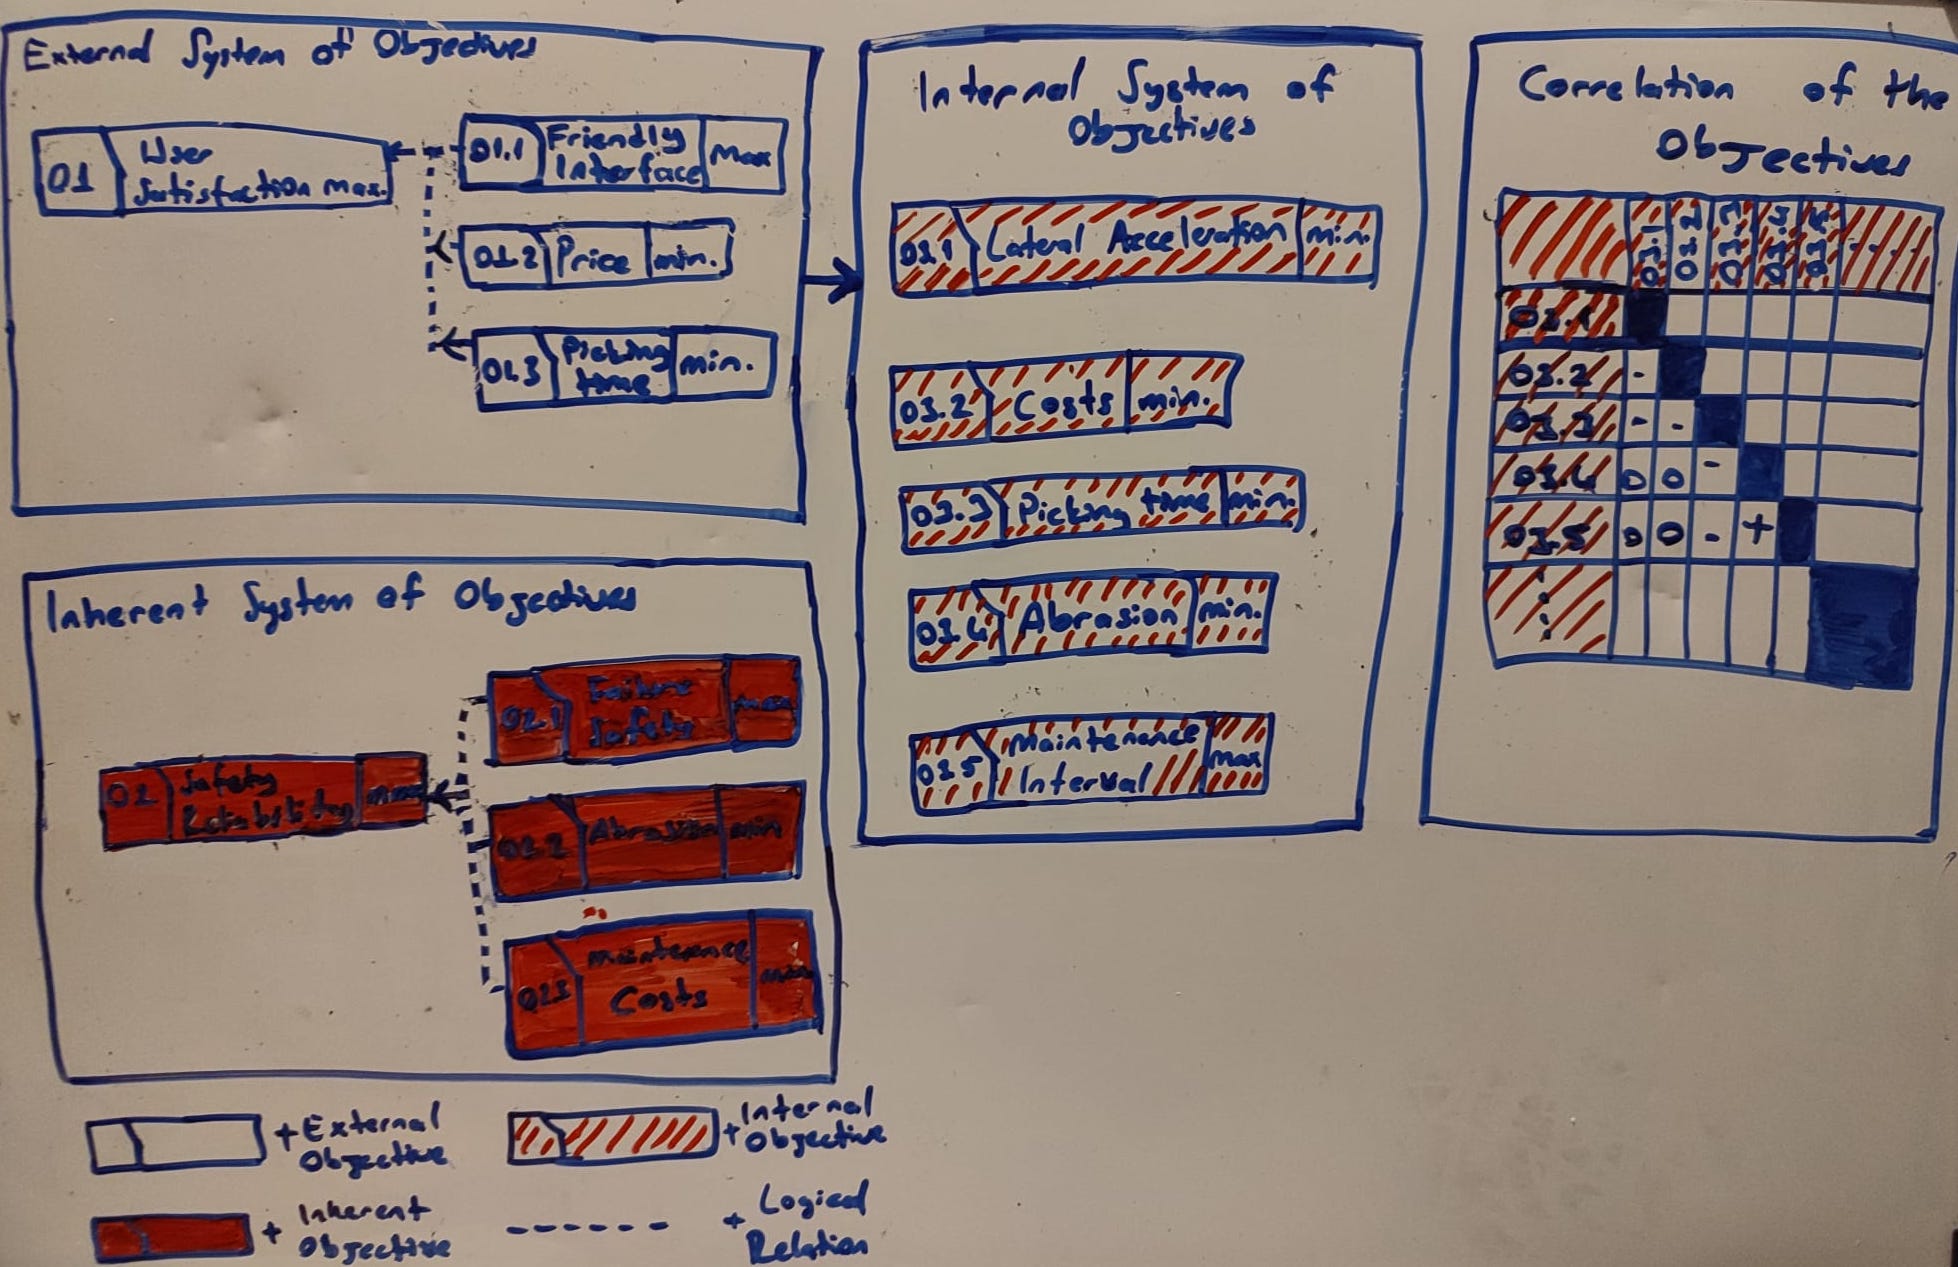 External System of Objectives
O1
User
Satisfaction max.
O1.1
Friendly
Interface
max
O1.2
Price
min.
O1.3
Picking
time
min.
Inherent System of Objectives
O2
Safety
O2.1
Failure
Safety
max
O2.2
Abrasion
min
O2.3
Maintenance
Costs
Internal System of
Objectives
O3.1
Lateral Acceleration
min.
O3.2
Costs
min.
O3.3
Picking time
min.
O3.4
Abrasion
min.
O3.5
Maintenence
Interval
max
Correlation of the
Objectives
O3.1 O3.2 O3.3 O3.4 O3.5 ...
O3.1
O3.2 -
O3.3 - -
O3.4 0 0 -
O3.5 0 0 - +
⋮
+ External
Objective
+ Internal
Objective
+ Inherent
Objective
+ Logical
Relation